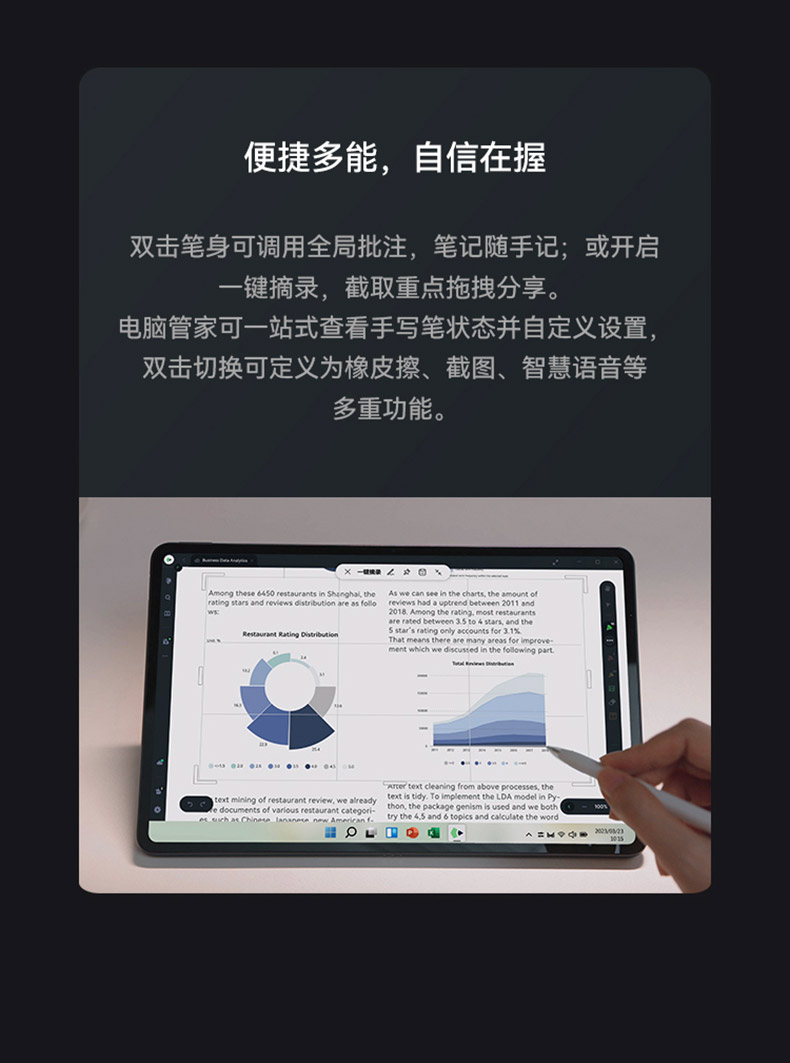 便捷多能，自信在握
双击笔身可调用全局批注，笔记随手记；或开启
一键摘录，截取重点拖拽分享。
电脑管家可一站式查看手写笔状态并自定义设置，
双击切换可定义为橡皮擦、截图、智慧语音等
多重功能。
Business Data Analytics
一键摘录
Among these 6450 restaurants in Shanghai, the
rating stars and reviews distribution are as follo
ws:
Restaurant Rating Distribution
Unit: %
As we can see in the charts, the amount of
reviews had a uptrend between 2011 and
2018. Among the rating, most restaurants
are rated between 3.5 to 4 stars, and the
5 star's rating only accounts for 3.1%.
That means there are many areas for improve-
ment which we discussed in the following part.
Total Reviews Distribution
text mining of restaurant review, we already
e documents of various restaurant categori-
es, such as Chinese, Japanese, new American f-
After text cleaning from above processes, the
text is tidy. To implement the LDA model in Py-
thon, the package genism is used and we both
try the 4,5 and 6 topics and calculate the word
100%
2023/03/23
10:15